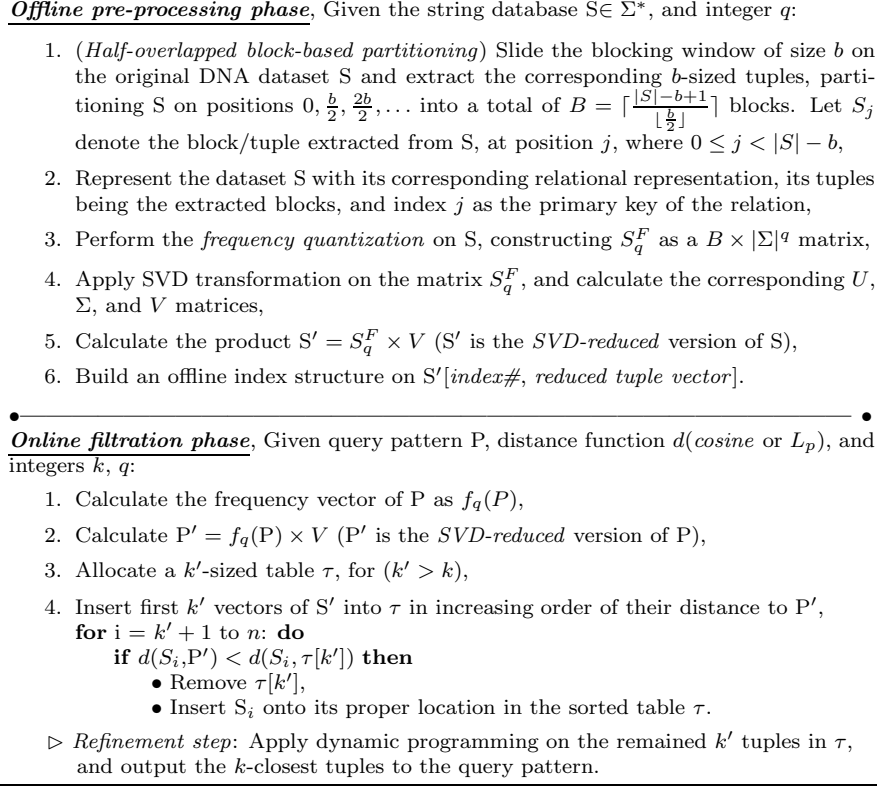 Offline pre-processing phase, Given the string database S∈ Σ*, and integer q:
1. (Half-overlapped block-based partitioning) Slide the blocking window of size b on
the original DNA dataset S and extract the corresponding b-sized tuples, parti-
tioning S on positions 0, b/2, 2b/2, ... into a total of B = ⌈(|S|−b+1)/⌊b/2⌋⌉ blocks. Let S_j
denote the block/tuple extracted from S, at position j, where 0 ≤ j < |S| − b,
2. Represent the dataset S with its corresponding relational representation, its tuples
being the extracted blocks, and index j as the primary key of the relation,
3. Perform the frequency quantization on S, constructing S_q^F as a B × |Σ|^q matrix,
4. Apply SVD transformation on the matrix S_q^F, and calculate the corresponding U,
Σ, and V matrices,
5. Calculate the product S′ = S_q^F × V (S′ is the SVD-reduced version of S),
6. Build an offline index structure on S′[index#, reduced tuple vector].
Online filtration phase, Given query pattern P, distance function d(cosine or L_p), and
integers k, q:
1. Calculate the frequency vector of P as f_q(P),
2. Calculate P′ = f_q(P) × V (P′ is the SVD-reduced version of P),
3. Allocate a k′-sized table τ, for (k′ > k),
4. Insert first k′ vectors of S′ into τ in increasing order of their distance to P′,
for i = k′ + 1 to n: do
if d(S_i,P′) < d(S_i, τ[k′]) then
• Remove τ[k′],
• Insert S_i onto its proper location in the sorted table τ.
▷ Refinement step: Apply dynamic programming on the remained k′ tuples in τ,
and output the k-closest tuples to the query pattern.